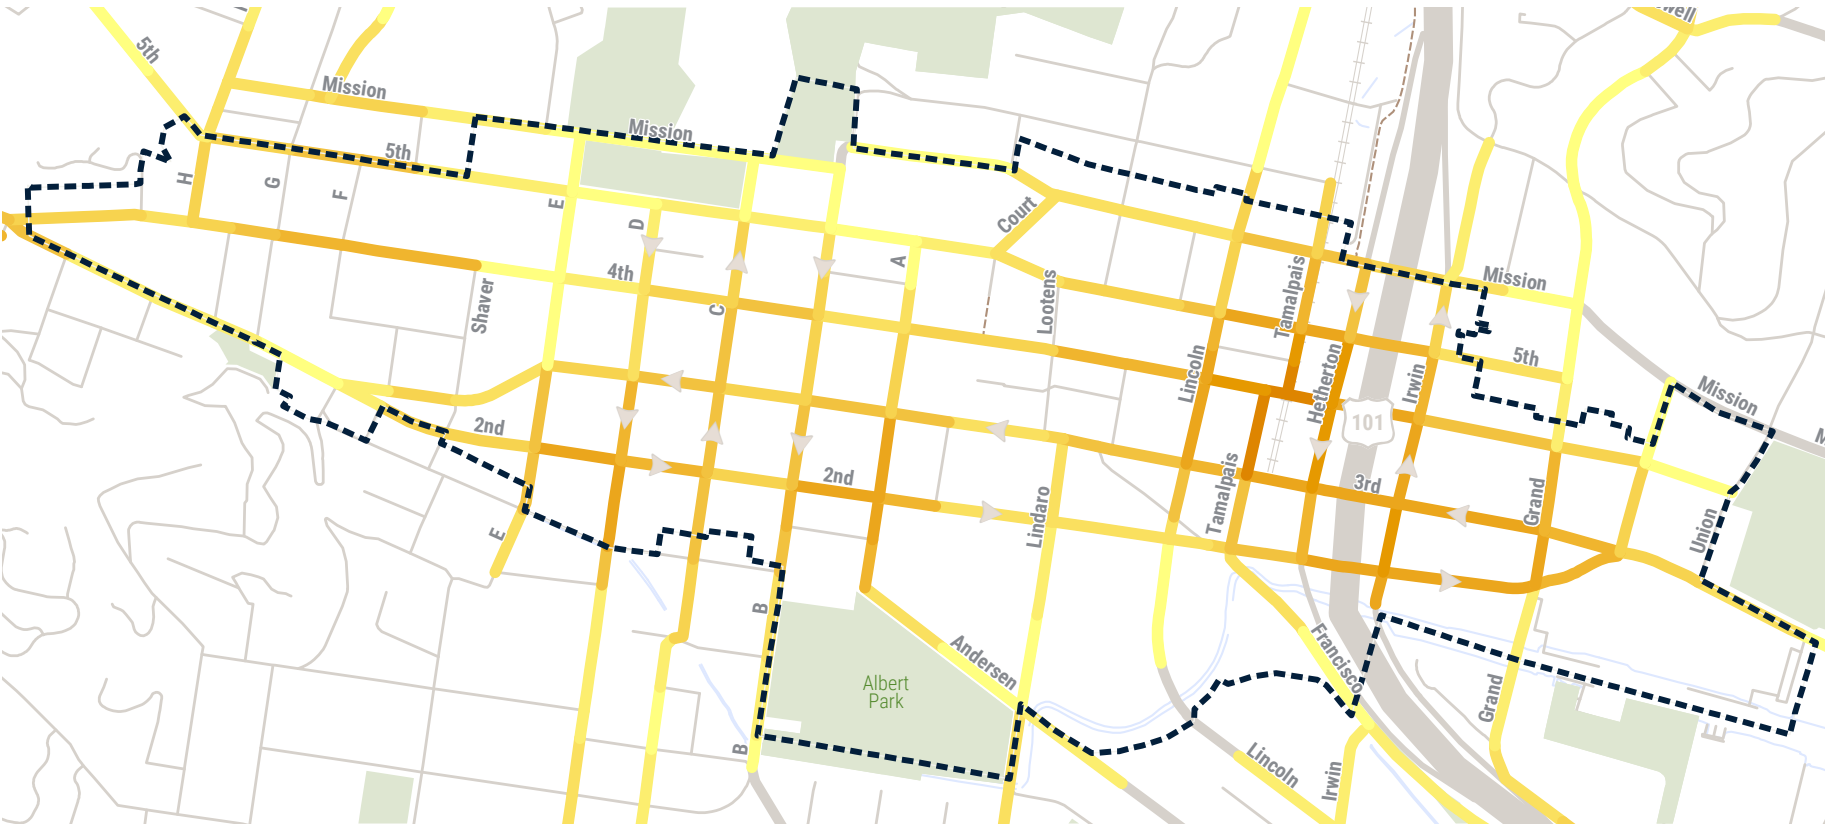 5th
well
Mission
Mission
5th
H
G
F
E
D
Court
A
4th
Lootens
Tamalpais
Mission
Shaver
C
Lincoln
Hetherton
Irwin
5th
Mission
101
2nd
2nd
3rd
Tamalpais
Grand
Lindaro
E
Union
B
Andersen
Francisco
Albert
Park
Grand
B
Lincoln
Irwin